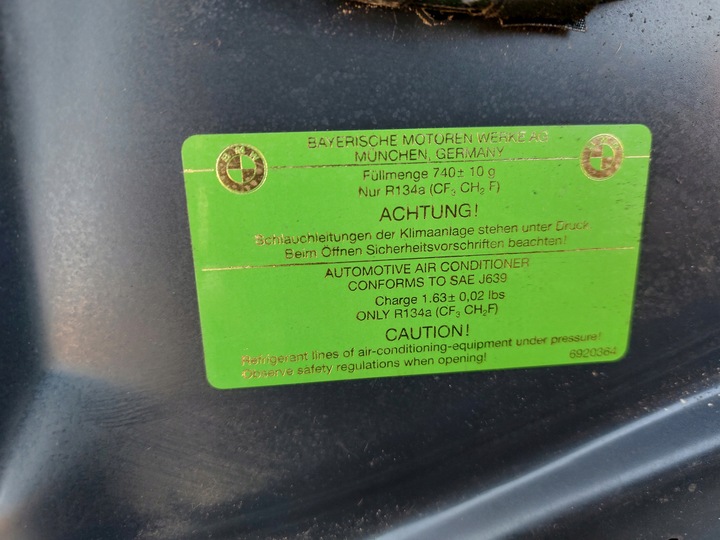 BAYERISCHE MOTOREN WERKE AG
MÜNCHEN, GERMANY
BMW
BMW
Füllmenge 740± 10 g
Nur R134a (CF₃ CH₂ F)
ACHTUNG!
Schlauchleitungen der Klimaanlage stehen unter Druck.
Beim Öffnen Sicherheitsvorschriften beachten!
AUTOMOTIVE AIR CONDITIONER
CONFORMS TO SAE J639
Charge 1.63± 0,02 lbs
ONLY R134a (CF₃ CH₂F)
CAUTION!
Refrigerant lines of air-conditioning-equipment under pressure!
Observe safety regulations when opening!
6920364